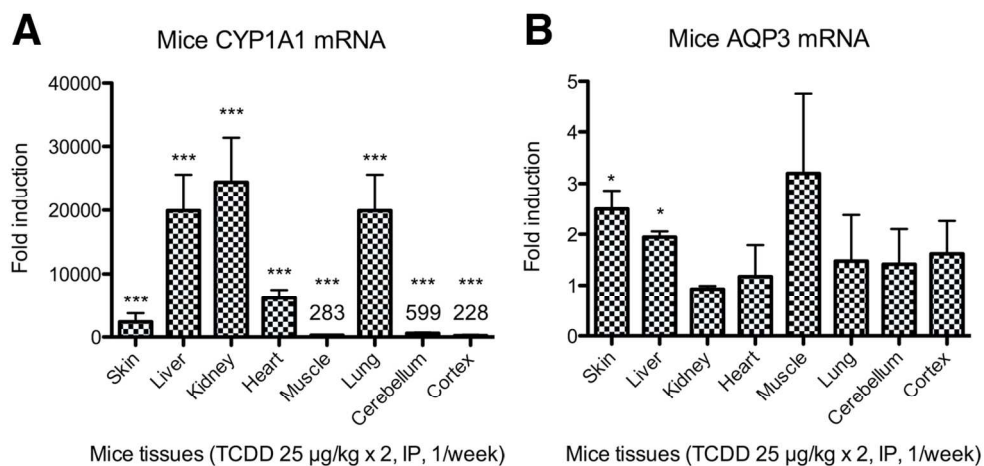 A
Mice CYP1A1 mRNA
Fold induction
40000
30000
20000
10000
0
***
***
***
***
***
283
***
***
599
***
228
Skin
Liver
Kidney
Heart
Muscle
Lung
Cerebellum
Cortex
Mice tissues (TCDD 25 µg/kg x 2, IP, 1/week)
B
Mice AQP3 mRNA
Fold induction
5
4
3
2
1
0
*
*
Skin
Liver
Kidney
Heart
Muscle
Lung
Cerebellum
Cortex
Mice tissues (TCDD 25 µg/kg x 2, IP, 1/week)